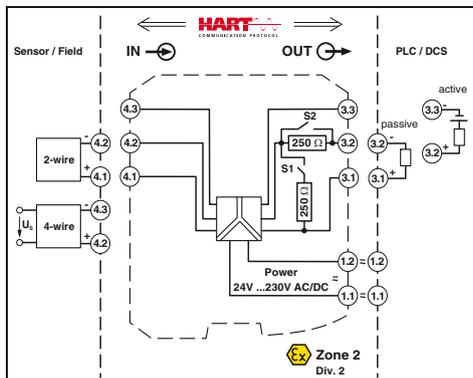 HART
COMMUNICATION PROTOCOL
Sensor / Field
IN
OUT
PLC / DCS
active
4.3
3.3
3.3 -
S2
passive
2-wire
- 4.2
4.2
250 Ω
3.2
3.2 -
3.2 +
+ 4.1
4.1
S1
3.1
3.1 +
Us
4-wire
- 4.3
250 Ω
+ 4.2
Power
24V ...230V AC/DC
≈
1.2 ≈ 1.2
1.1 ≈ 1.1
Ex Zone 2
Div. 2